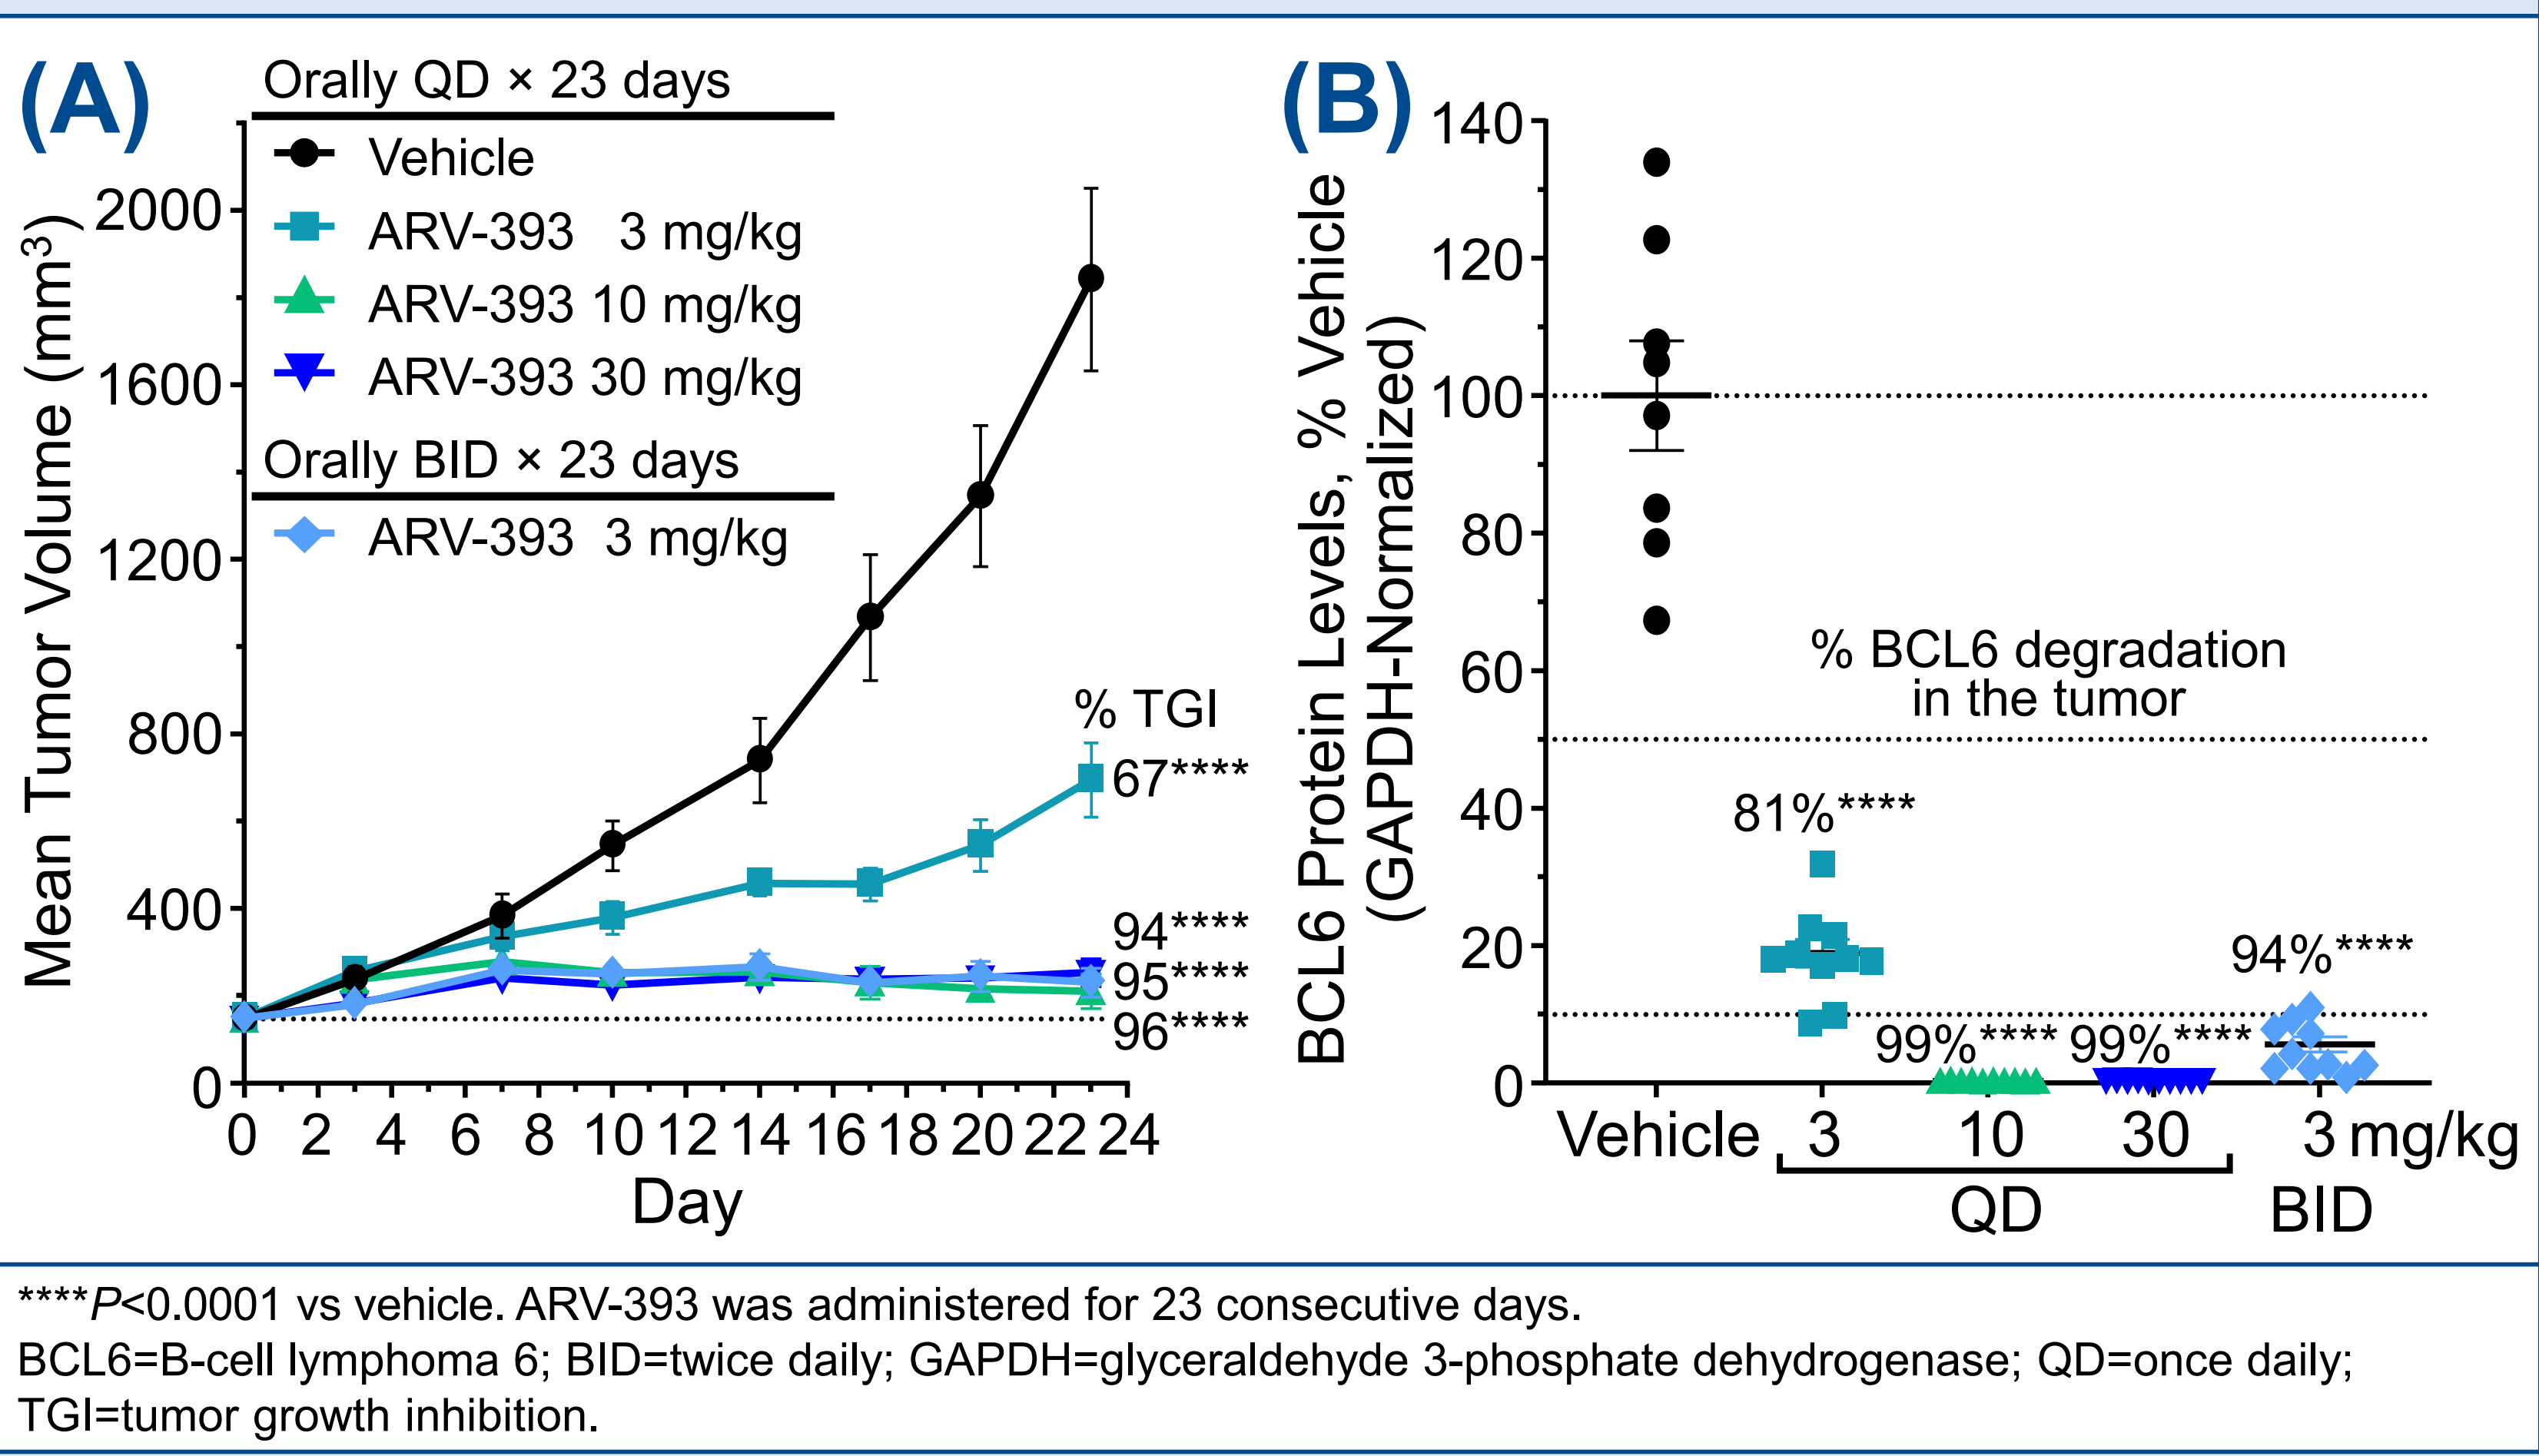 (A)
Orally QD × 23 days
Vehicle
ARV-393 3 mg/kg
ARV-393 10 mg/kg
ARV-393 30 mg/kg
Orally BID × 23 days
ARV-393 3 mg/kg
Mean Tumor Volume (mm³)
2000
1600
1200
800
400
0
% TGI
67****
94****
95****
96****
0 2 4 6 8 10 12 14 16 18 20 22 24
Day
(B)
BCL6 Protein Levels, % Vehicle
(GAPDH-Normalized)
140
120
100
80
60
40
20
0
% BCL6 degradation
in the tumor
81%****
99%**** 99%****
94%****
Vehicle 3 10 30 3 mg/kg
QD BID
****P<0.0001 vs vehicle. ARV-393 was administered for 23 consecutive days.
BCL6=B-cell lymphoma 6; BID=twice daily; GAPDH=glyceraldehyde 3-phosphate dehydrogenase; QD=once daily;
TGI=tumor growth inhibition.